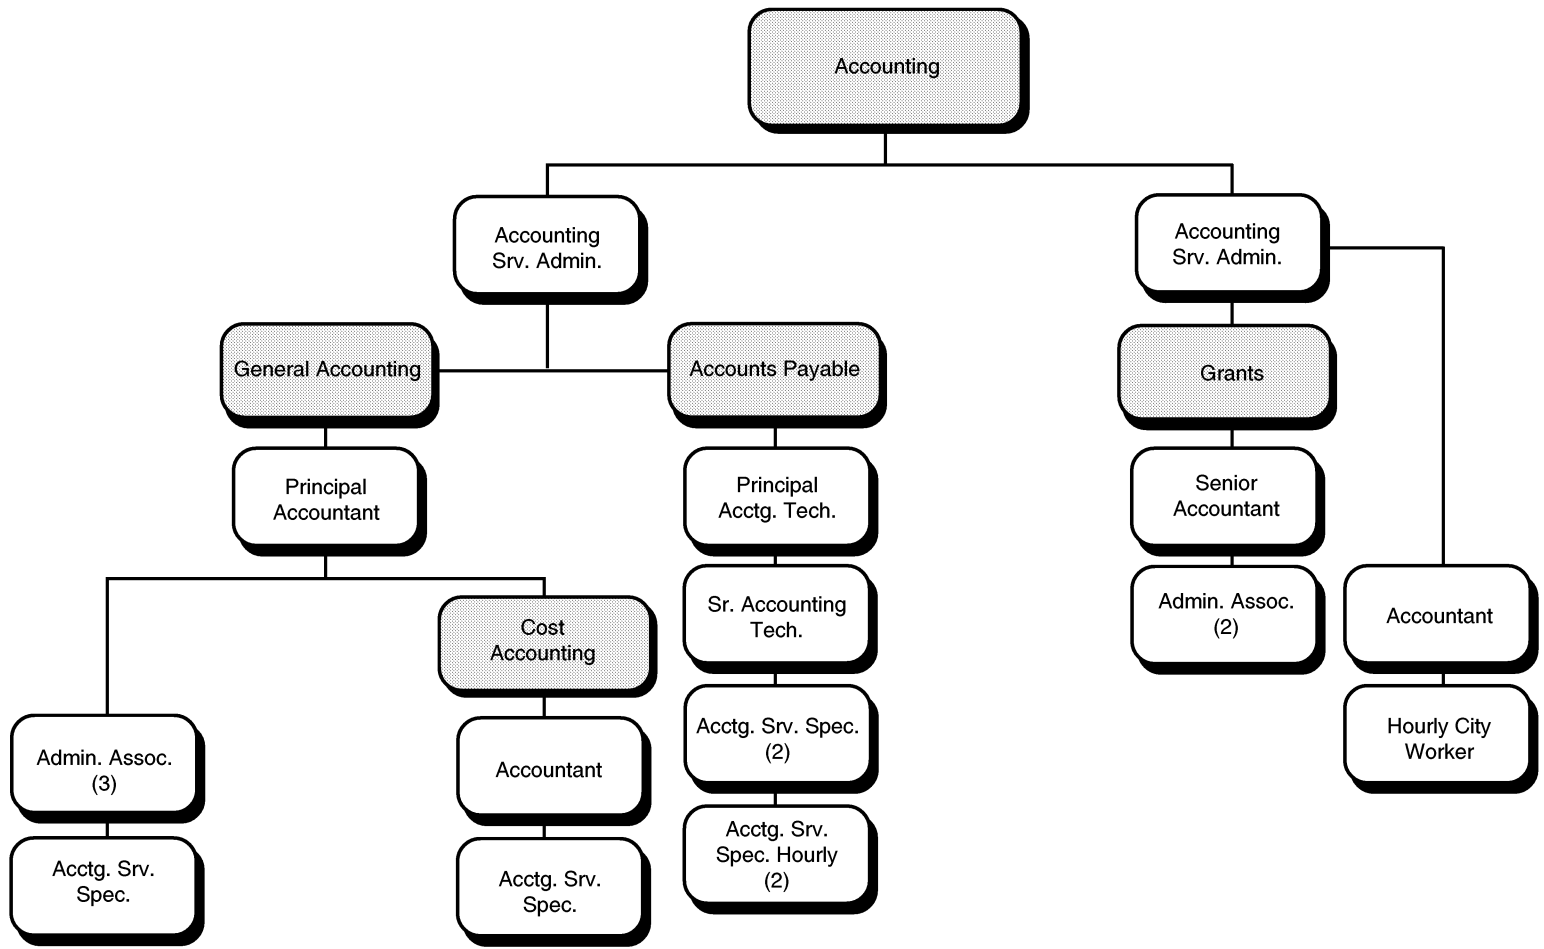 Accounting
Accounting
Srv. Admin.
Accounting
Srv. Admin.
General Accounting
Accounts Payable
Grants
Principal
Accountant
Principal
Acctg. Tech.
Senior
Accountant
Cost
Accounting
Sr. Accounting
Tech.
Admin. Assoc.
(2)
Accountant
Admin. Assoc.
(3)
Accountant
Acctg. Srv. Spec.
(2)
Hourly City
Worker
Acctg. Srv.
Spec.
Acctg. Srv.
Spec.
Acctg. Srv.
Spec. Hourly
(2)